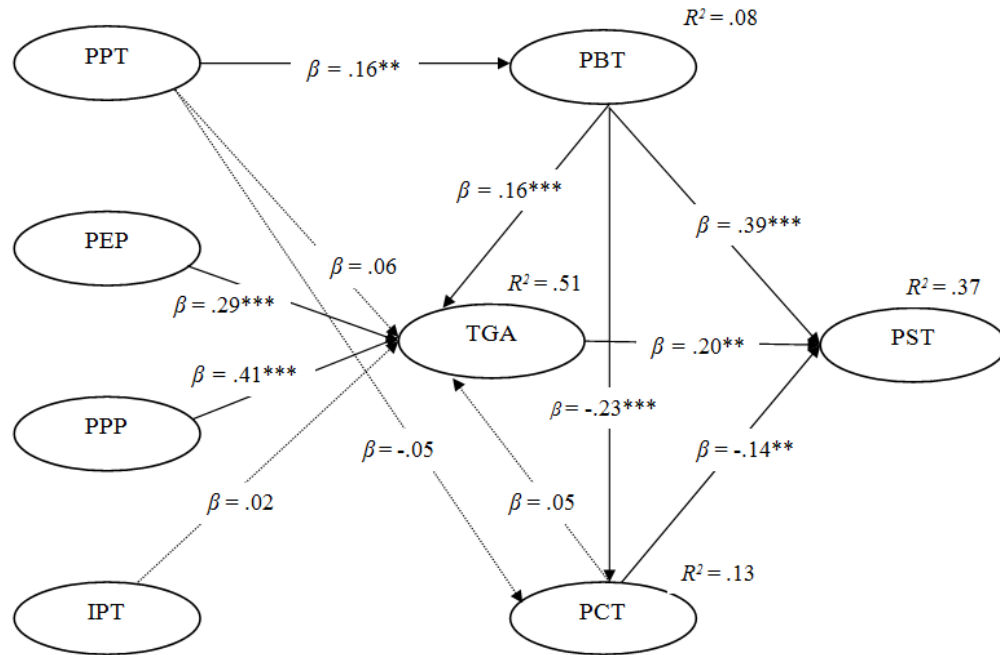 R² = .08
PPT
PBT
β = .16**
β = .16***
β = .39***
PEP
β = .06
R² = .51
R² = .37
β = .29***
TGA
PST
β = .20**
β = .41***
β = -.23***
PPP
β = -.05
β = -.14**
β = .02
β = .05
R² = .13
IPT
PCT